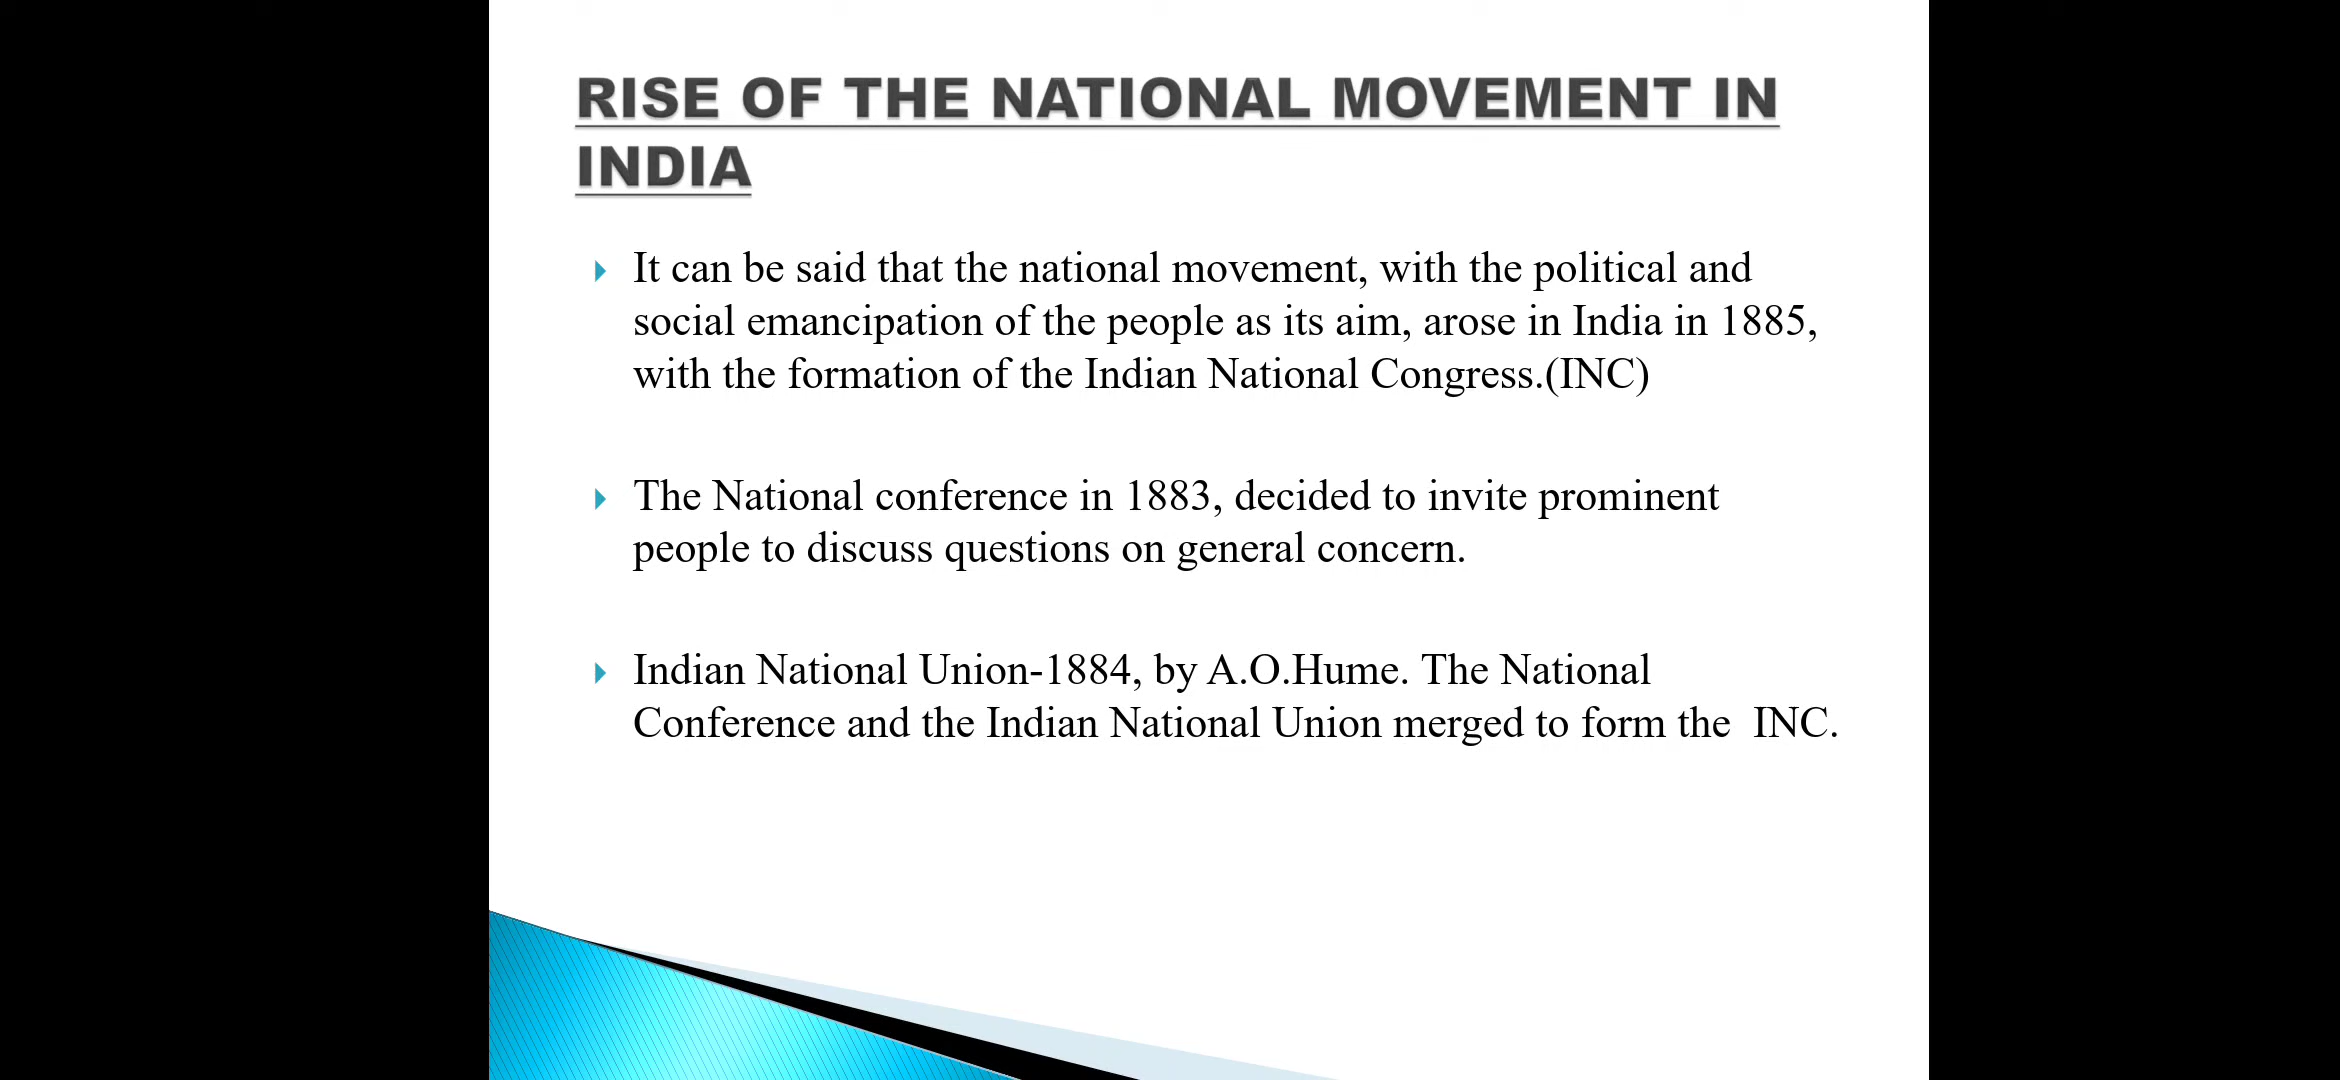 RISE OF THE NATIONAL MOVEMENT IN
INDIA
It can be said that the national movement, with the political and
social emancipation of the people as its aim, arose in India in 1885,
with the formation of the Indian National Congress.(INC)
The National conference in 1883, decided to invite prominent
people to discuss questions on general concern.
Indian National Union-1884, by A.O.Hume. The National
Conference and the Indian National Union merged to form the  INC.